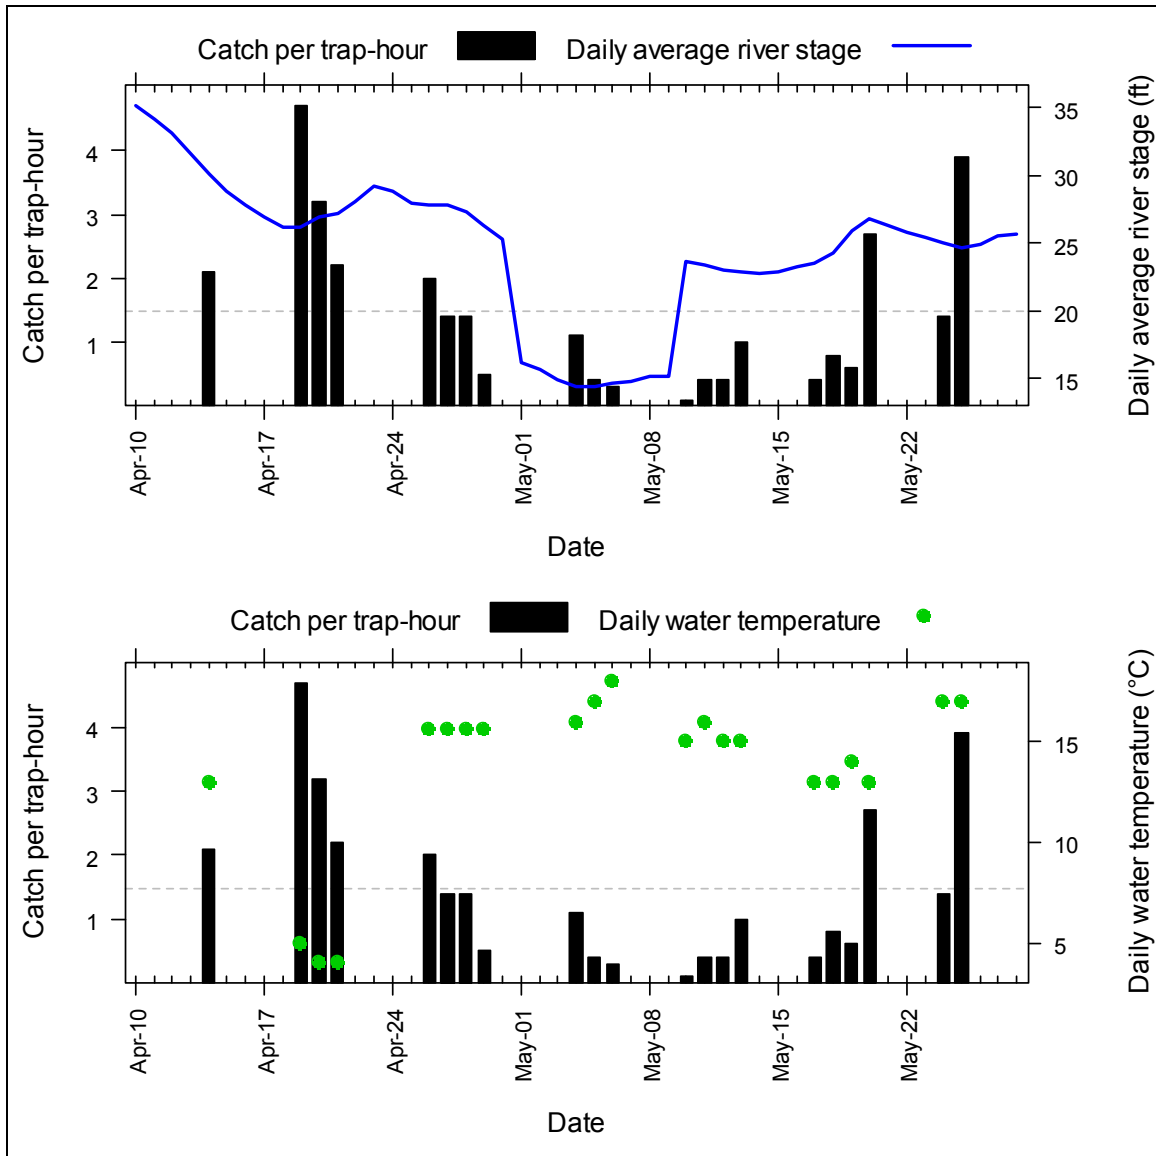 Catch per trap-hour Daily average river stage
Catch per trap-hour
4
3
2
1
35
30
25
20
15
Daily average river stage (ft)
Apr-10
Apr-17
Apr-24
May-01
May-08
May-15
May-22
Date
Catch per trap-hour Daily water temperature
Catch per trap-hour
4
3
2
1
15
10
5
Daily water temperature (°C)
Apr-10
Apr-17
Apr-24
May-01
May-08
May-15
May-22
Date